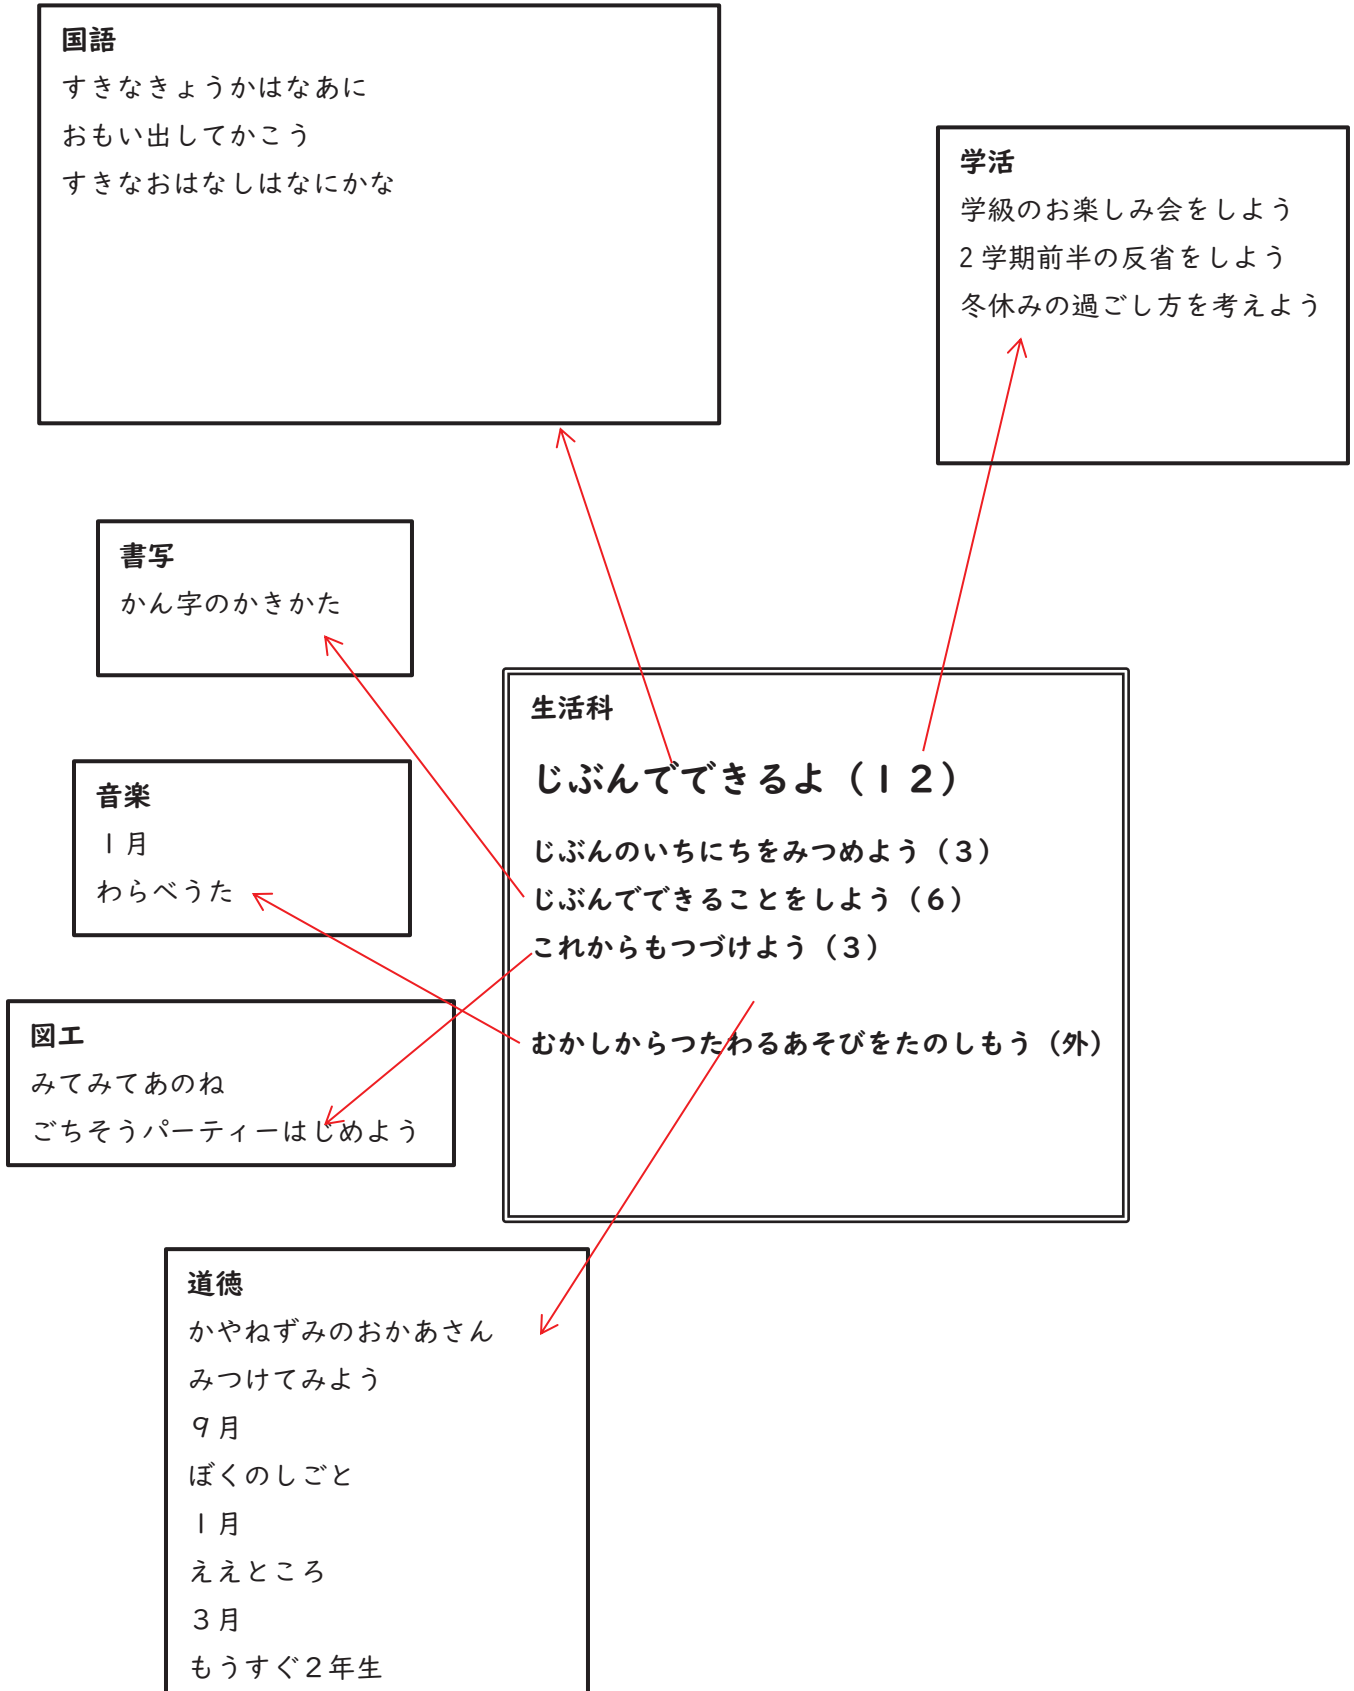 国語
すきなきょうかはなあに
おもい出してかこう
すきなおはなしはなにかな
学活
学級のお楽しみ会をしよう
2学期前半の反省をしよう
冬休みの過ごし方を考えよう
書写
かん字のかきかた
生活科
じぶんでできるよ（１２）
じぶんのいちにちをみつめよう（３）
じぶんでできることをしよう（６）
これからもつづけよう（３）
むかしからつたわるあそびをたのしもう（外）
音楽
１月
わらべうた
図工
みてみてあのね
ごちそうパーティーはじめよう
道徳
かやねずみのおかあさん
みつけてみよう
９月
ぼくのしごと
１月
ええところ
３月
もうすぐ２年生